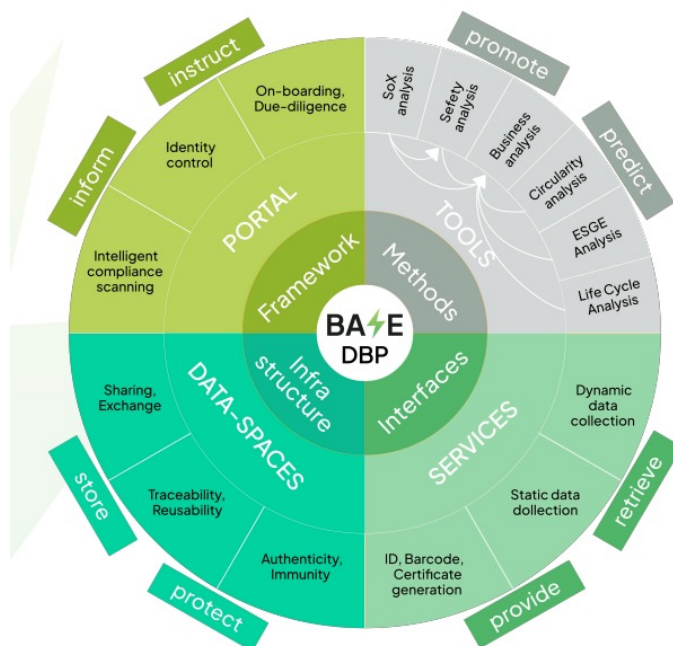 instruct
inform
promote
predict
On-boarding,
Due-diligence
Identity
control
Intelligent
compliance
scanning
PORTAL
Framework
SoX
analysis
Sefety
analysis
Business
analysis
Circularity
analysis
ESGE
Analysis
Life Cycle
Analysis
TOOLS
Methods
BA⚡E
DBP
Infra
structure
DATA-SPACES
Sharing,
Exchange
Traceability,
Reusability
Authenticity,
Immunity
store
protect
Interfaces
SERVICES
Dynamic
data
collection
Static data
dollection
ID, Barcode,
Certificate
generation
retrieve
provide